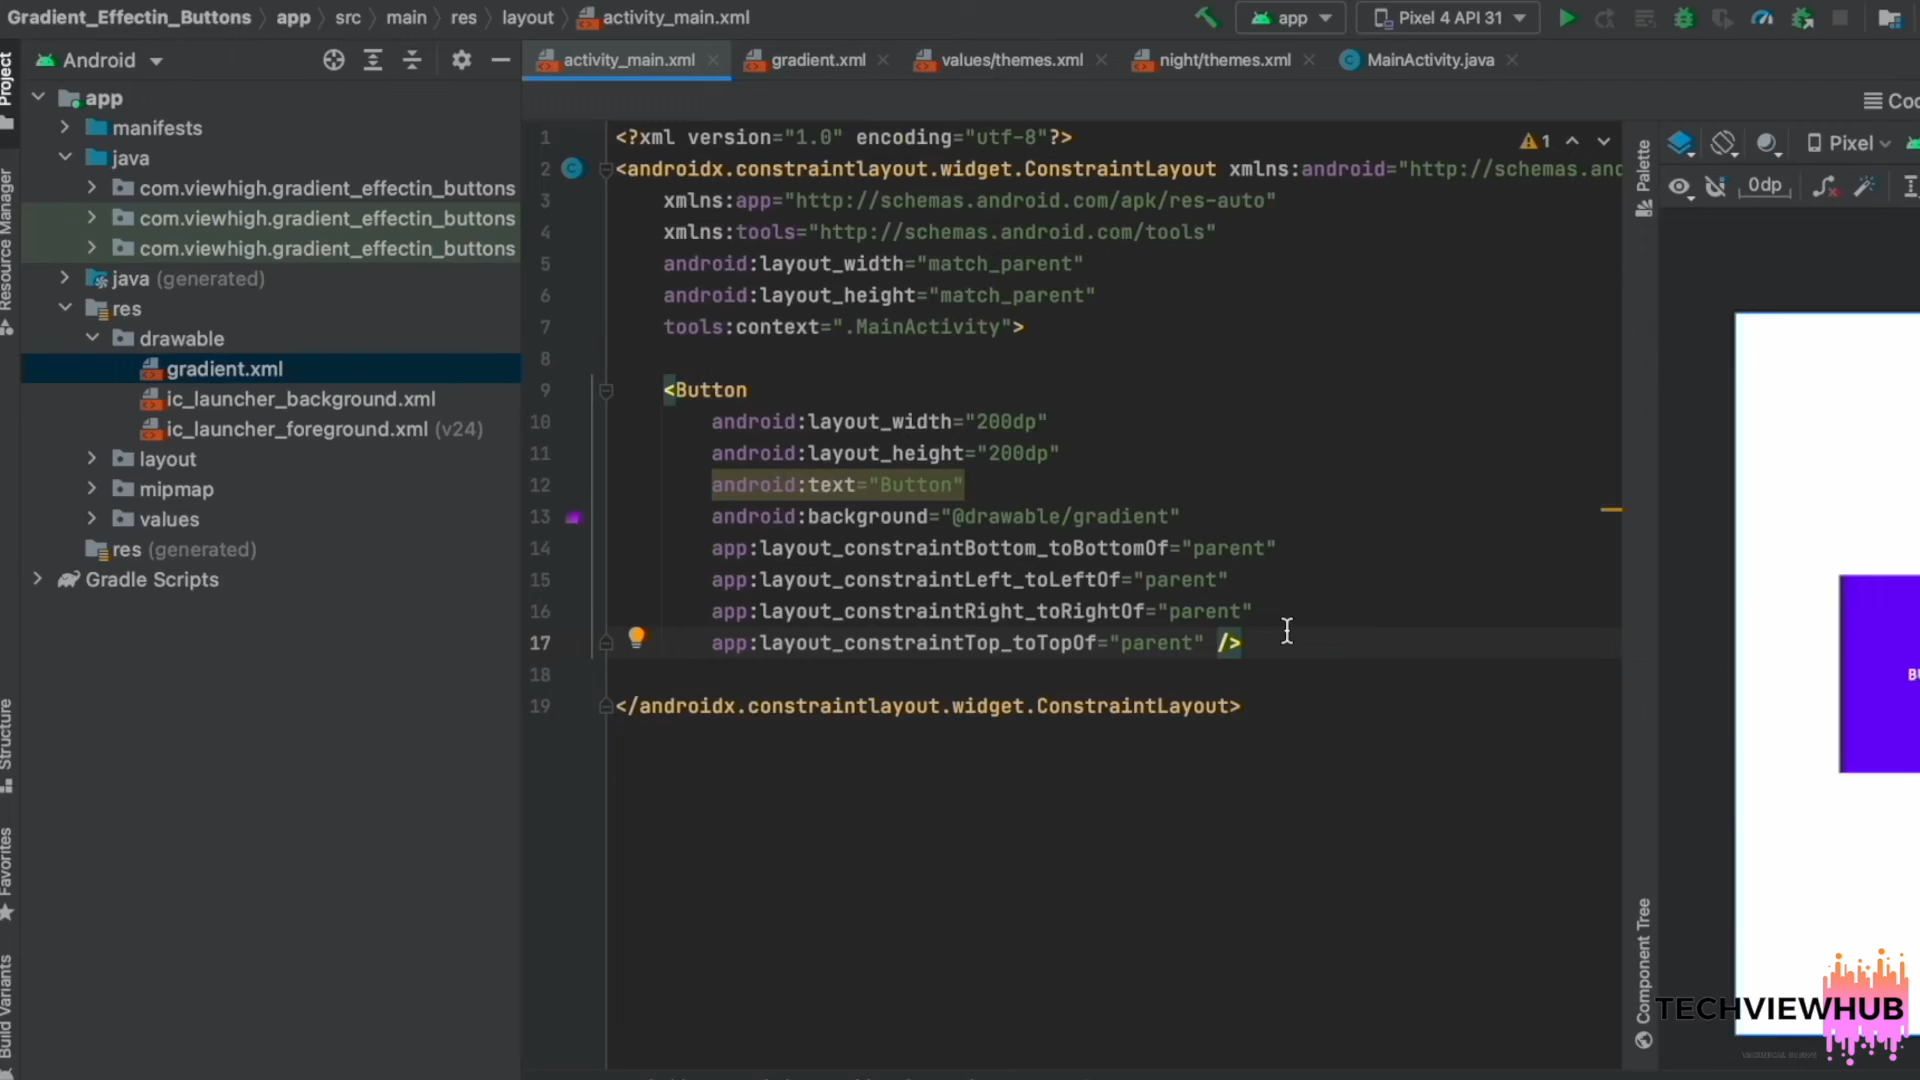 Gradient_Effectin_Buttons app src main res layout activity_main.xml
app Pixel 4 API 31
Android
activity_main.xml gradient.xml values/themes.xml night/themes.xml MainActivity.java
Project
Resource Manager
Structure
Favorites
Build Variants
app
manifests
java
com.viewhigh.gradient_effectin_buttons
com.viewhigh.gradient_effectin_buttons
com.viewhigh.gradient_effectin_buttons
java (generated)
res
drawable
gradient.xml
ic_launcher_background.xml
ic_launcher_foreground.xml (v24)
layout
mipmap
values
res (generated)
Gradle Scripts
1 <?xml version="1.0" encoding="utf-8"?>
2 <androidx.constraintlayout.widget.ConstraintLayout xmlns:android="http://schemas.and
3 xmlns:app="http://schemas.android.com/apk/res-auto"
4 xmlns:tools="http://schemas.android.com/tools"
5 android:layout_width="match_parent"
6 android:layout_height="match_parent"
7 tools:context=".MainActivity">
8
9 <Button
10 android:layout_width="200dp"
11 android:layout_height="200dp"
12 android:text="Button"
13 android:background="@drawable/gradient"
14 app:layout_constraintBottom_toBottomOf="parent"
15 app:layout_constraintLeft_toLeftOf="parent"
16 app:layout_constraintRight_toRightOf="parent"
17 app:layout_constraintTop_toTopOf="parent" />
18
19 </androidx.constraintlayout.widget.ConstraintLayout>
1
Palette
Component Tree
Pixel
0dp
TECHVIEWHUB